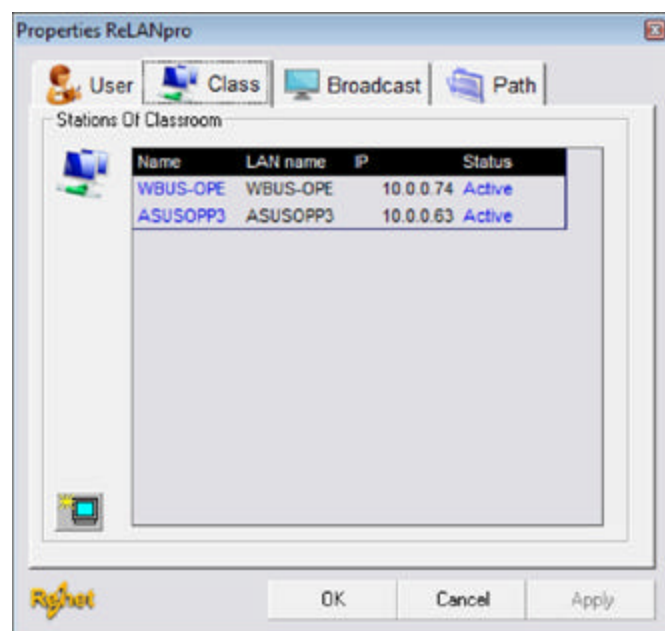 Properties ReLANpro
User Class Broadcast Path
Stations Of Classroom
Name LAN name IP Status
WBUS-OPE WBUS-OPE 10.0.0.74 Active
ASUSOPP3 ASUSOPP3 10.0.0.63 Active
OK Cancel Apply